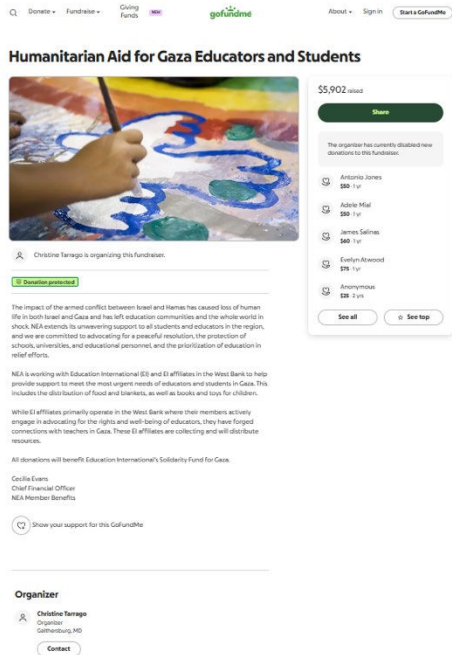 Donate
Fundraise
Giving
Funds
NEW
gofundme
About
Sign in
Start a GoFundMe
Humanitarian Aid for Gaza Educators and Students
Christine Tarrago is organizing this fundraiser.
Donation protected
The impact of the armed conflict between Israel and Hamas has caused loss of human
life in both Israel and Gaza and has left education communities and the whole world in
shock. NEA extends its unwavering support to all students and educators in the region,
and we are committed to advocating for a peaceful resolution, the protection of
schools, universities, and educational personnel, and the prioritization of education in
relief efforts.
NEA is working with Education International (EI) and EI affiliates in the West Bank to help
provide support to meet the most urgent needs of educators and students in Gaza. This
includes the distribution of food and blankets, as well as books and toys for children.
While EI affiliates primarily operate in the West Bank where their members actively
engage in advocating for the rights and well-being of educators, they have forged
connections with teachers in Gaza. These EI affiliates are collecting and will distribute
resources.
All donations will benefit Education International's Solidarity Fund for Gaza.
Cecilia Evans
Chief Financial Officer
NEA Member Benefits
Show your support for this GoFundMe
Organizer
Christine Tarrago
Organizer
Gaithersburg, MD
Contact
$5,902 raised
Share
The organizer has currently disabled new
donations to this fundraiser.
Antonia Jones
$50 · 1 yr
Adele Mial
$50 · 1 yr
James Salinas
$60 · 1 yr
Evelyn Atwood
$75 · 1 yr
Anonymous
$25 · 2 yrs
See all
See top